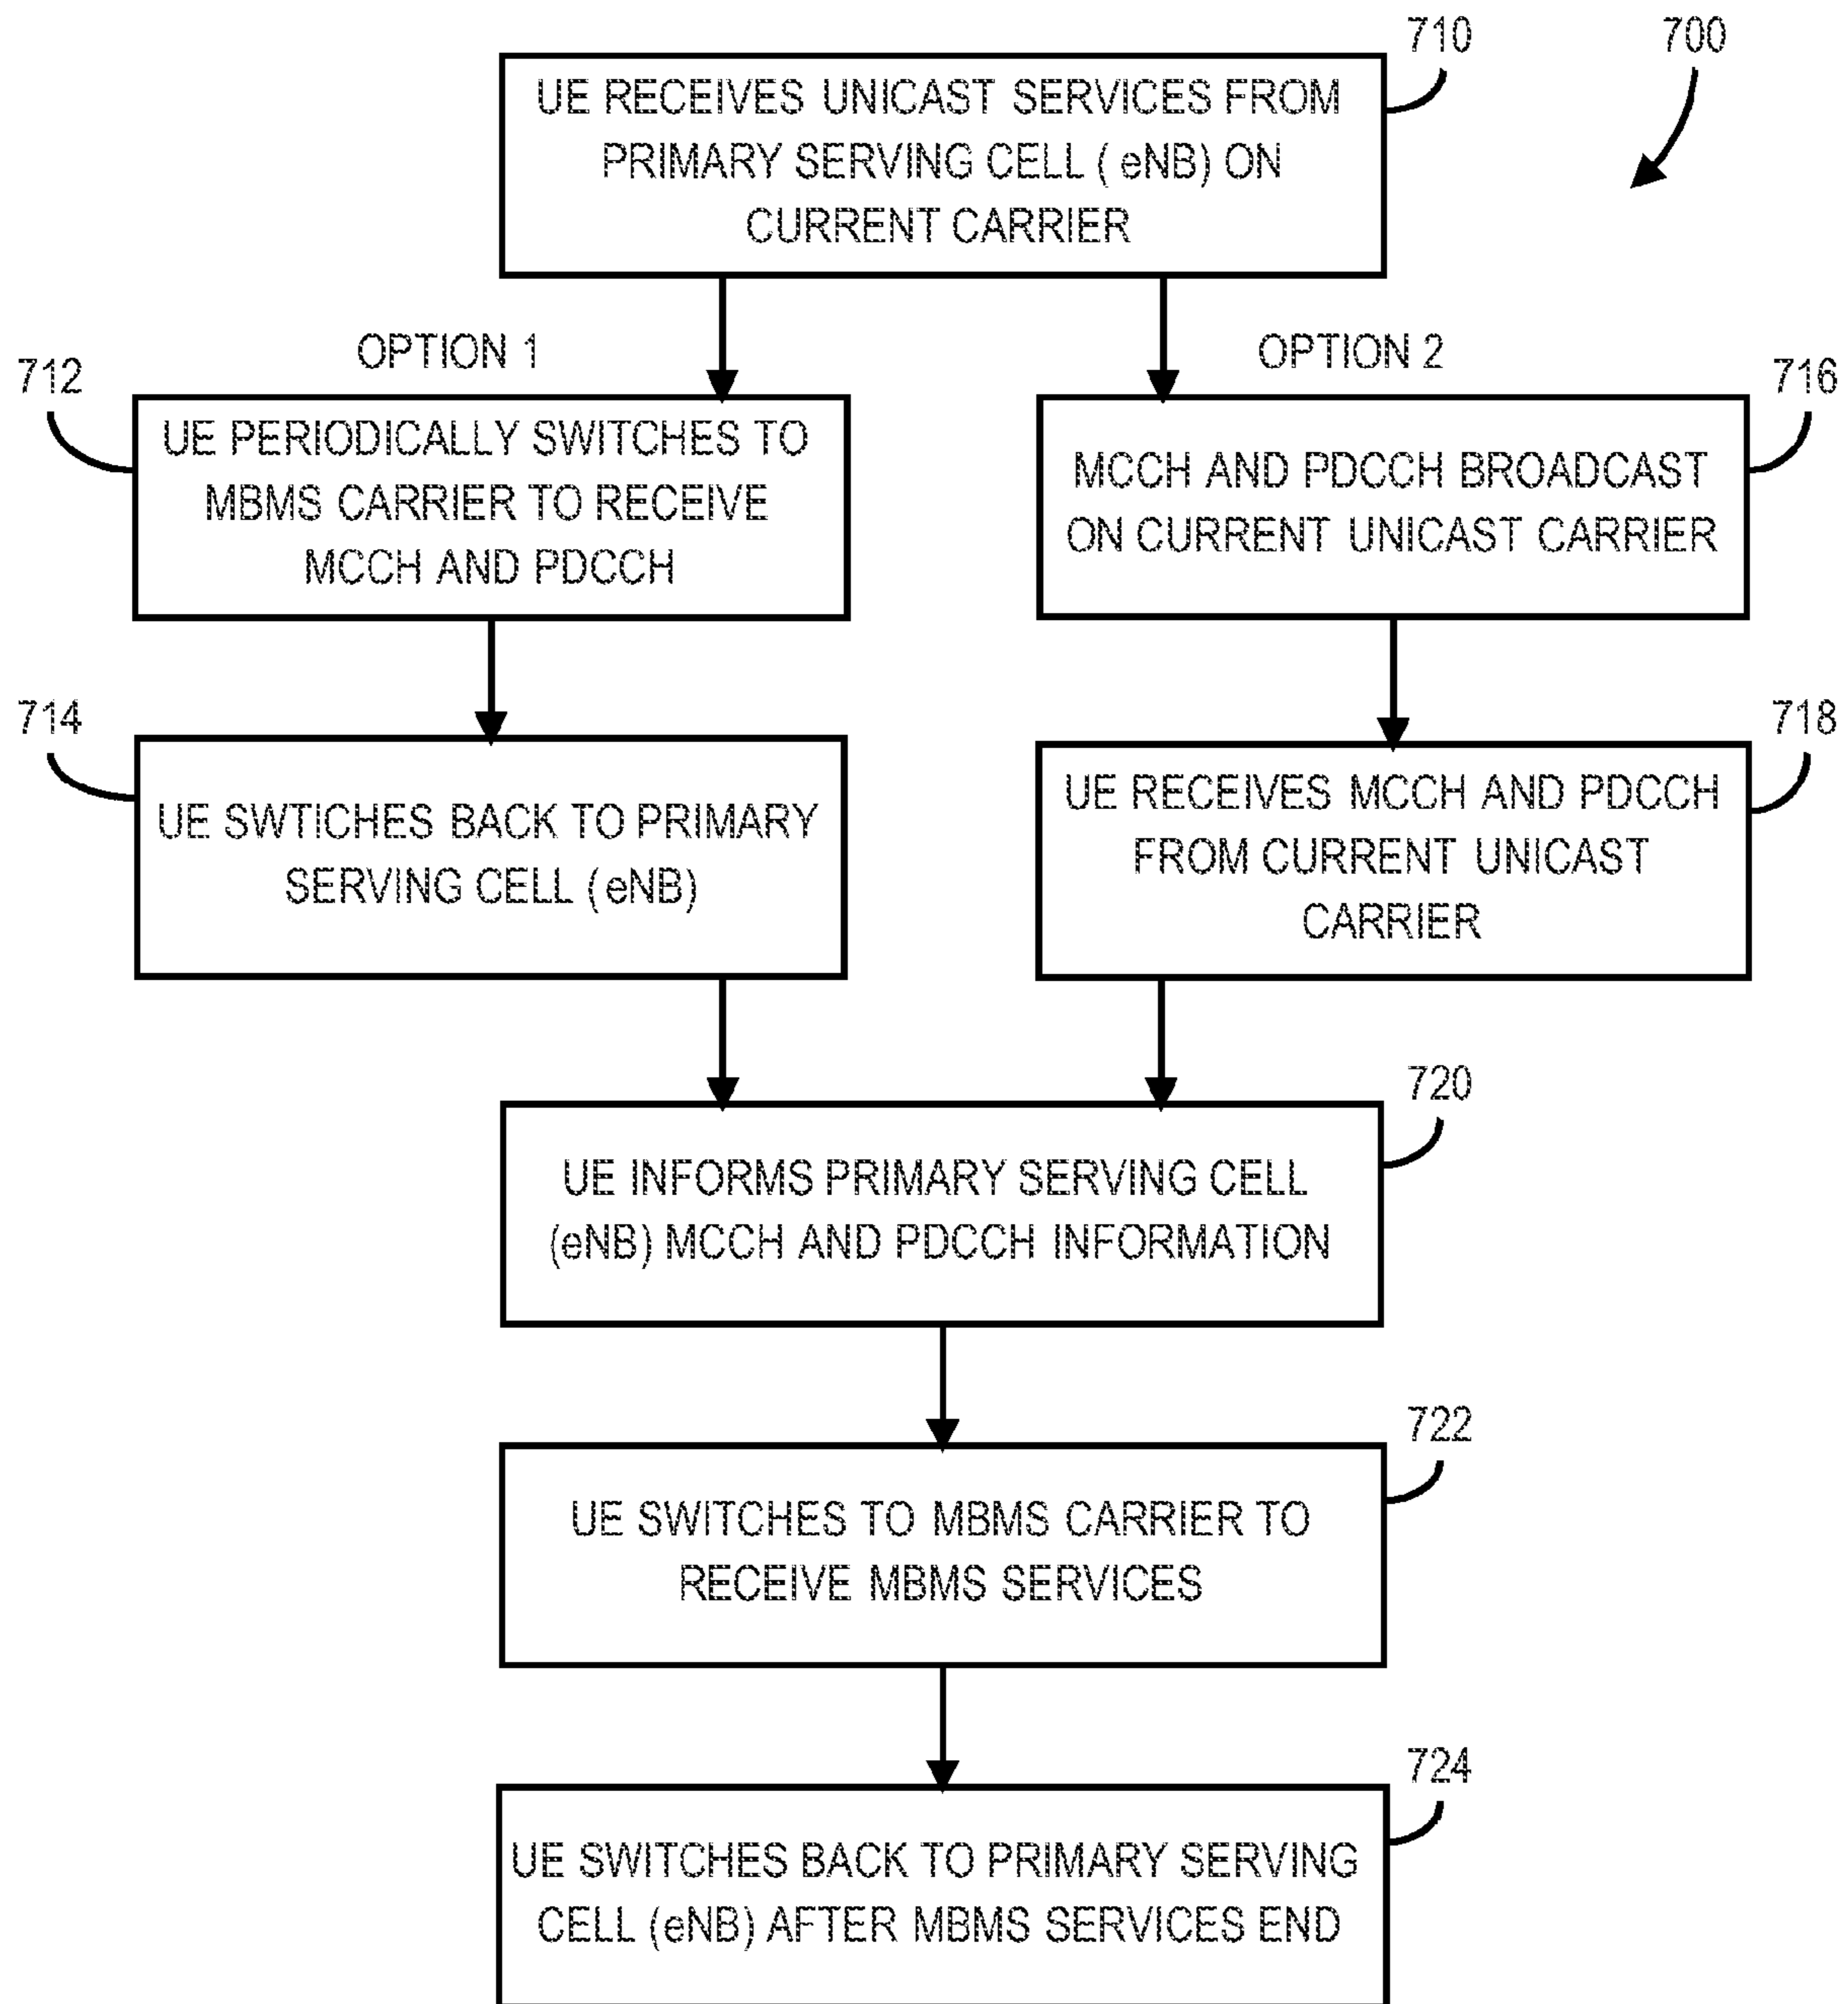 710
700
UE RECEIVES UNICAST SERVICES FROM
PRIMARY SERVING CELL ( eNB) ON
CURRENT CARRIER
OPTION 1
OPTION 2
712
UE PERIODICALLY SWITCHES TO
MBMS CARRIER TO RECEIVE
MCCH AND PDCCH
716
MCCH AND PDCCH BROADCAST
ON CURRENT UNICAST CARRIER
714
UE SWTICHES BACK TO PRIMARY
SERVING CELL (eNB)
718
UE RECEIVES MCCH AND PDCCH
FROM CURRENT UNICAST
CARRIER
720
UE INFORMS PRIMARY SERVING CELL
(eNB) MCCH AND PDCCH INFORMATION
722
UE SWITCHES TO MBMS CARRIER TO
RECEIVE MBMS SERVICES
724
UE SWITCHES BACK TO PRIMARY SERVING
CELL (eNB) AFTER MBMS SERVICES END